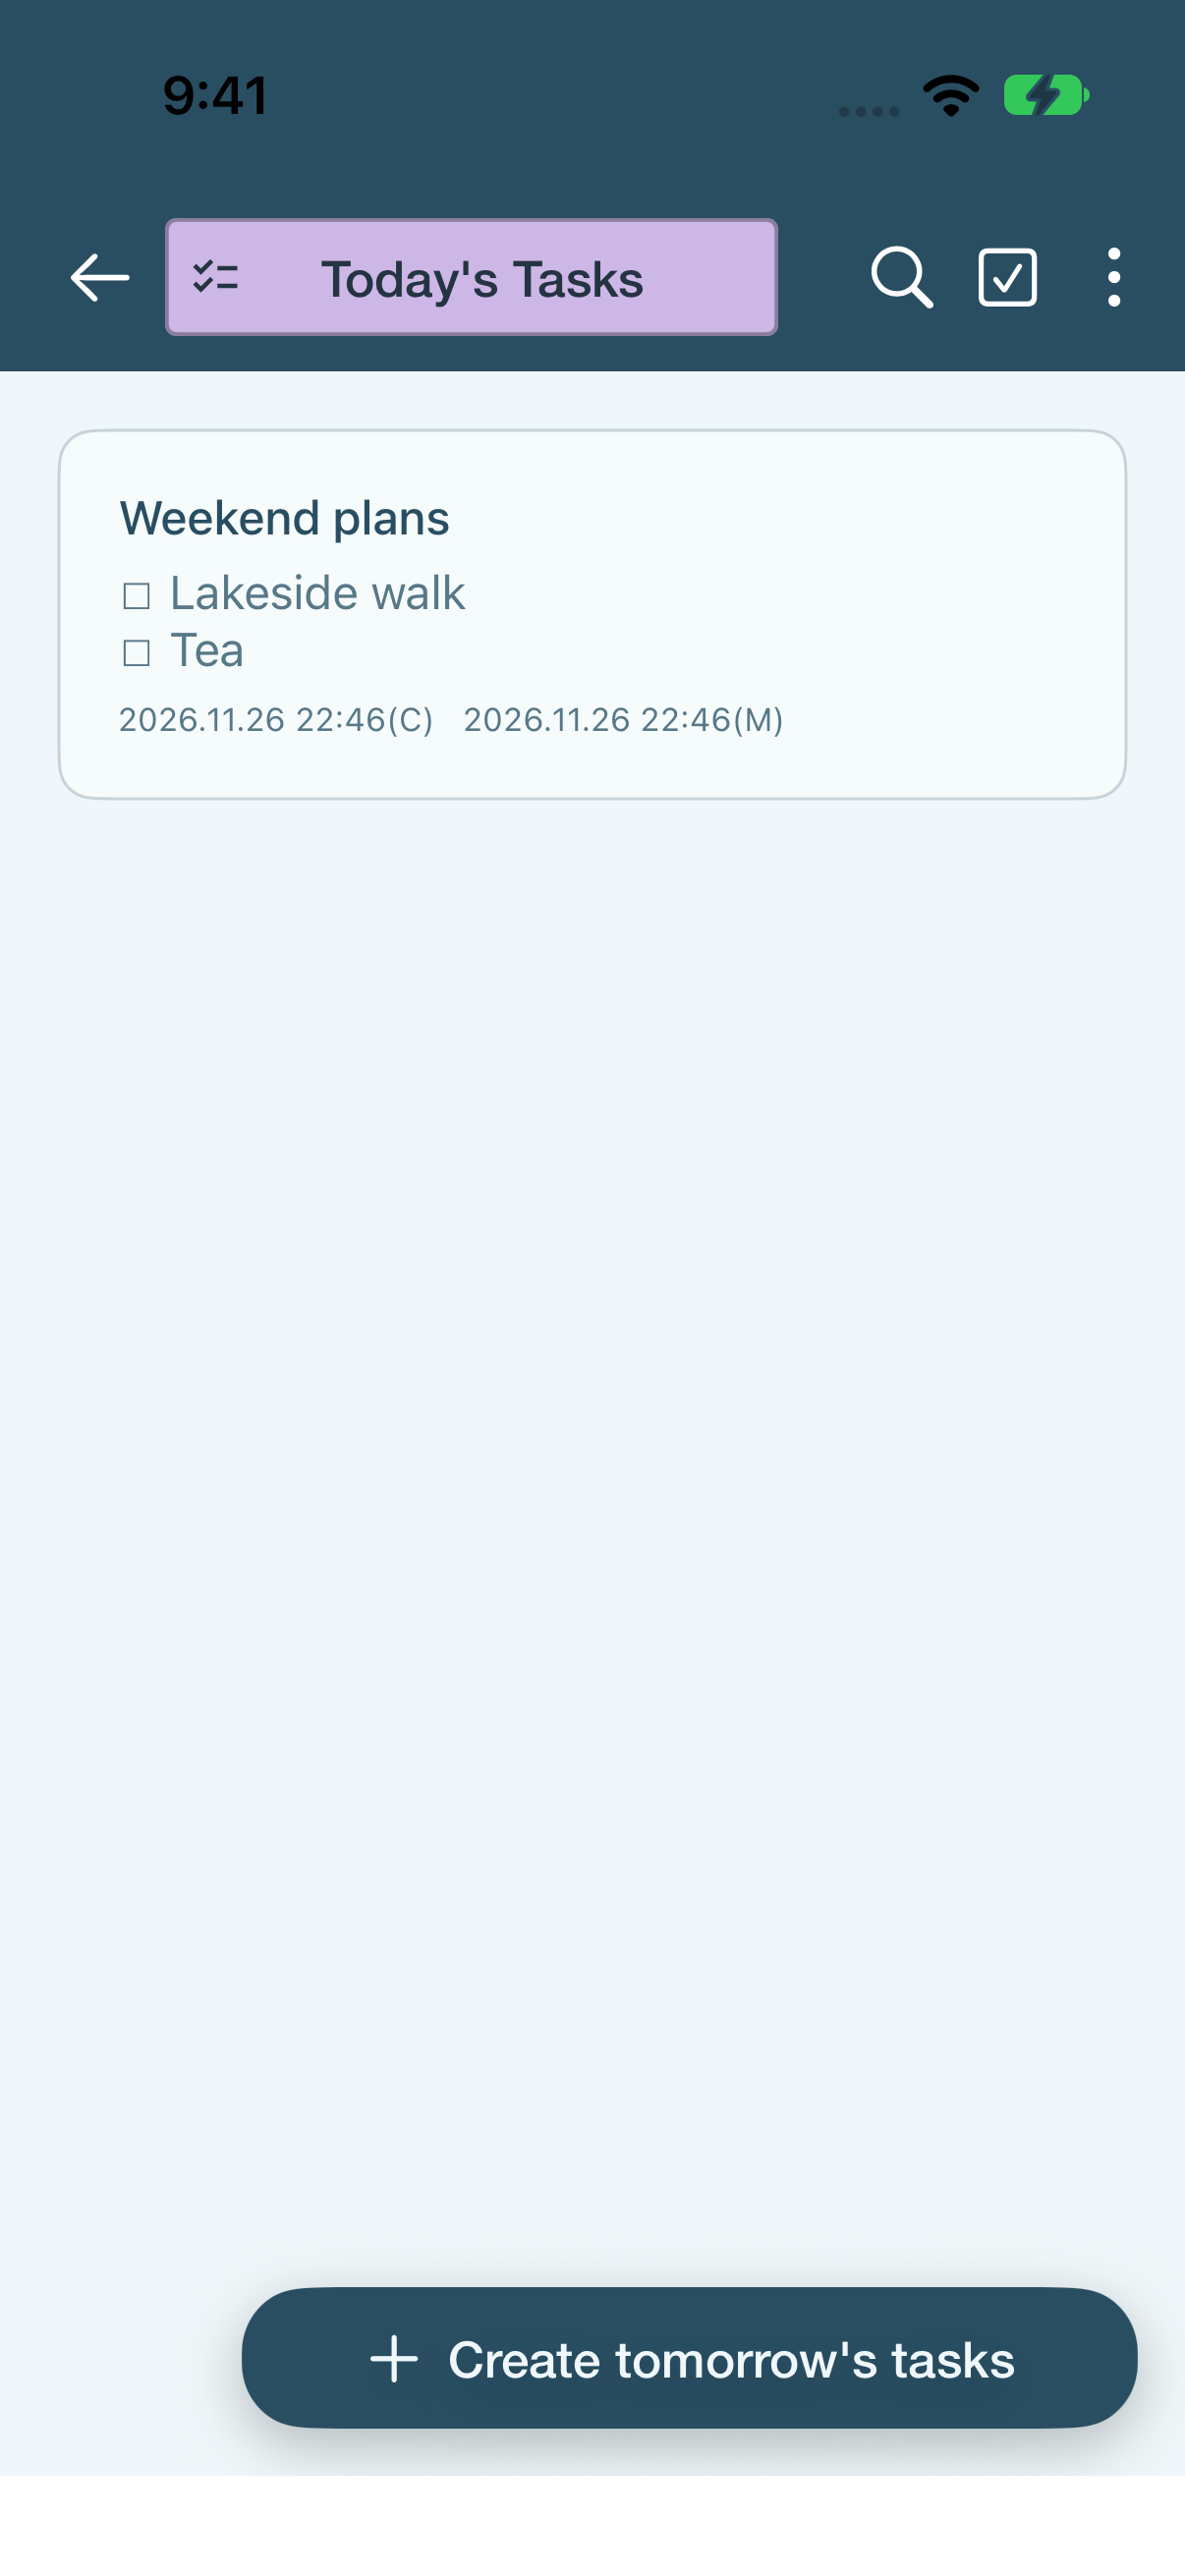 9:41
Today's Tasks
Weekend plans
☐ Lakeside walk
☐ Tea
2026.11.26 22:46(C) 2026.11.26 22:46(M)
Create tomorrow's tasks